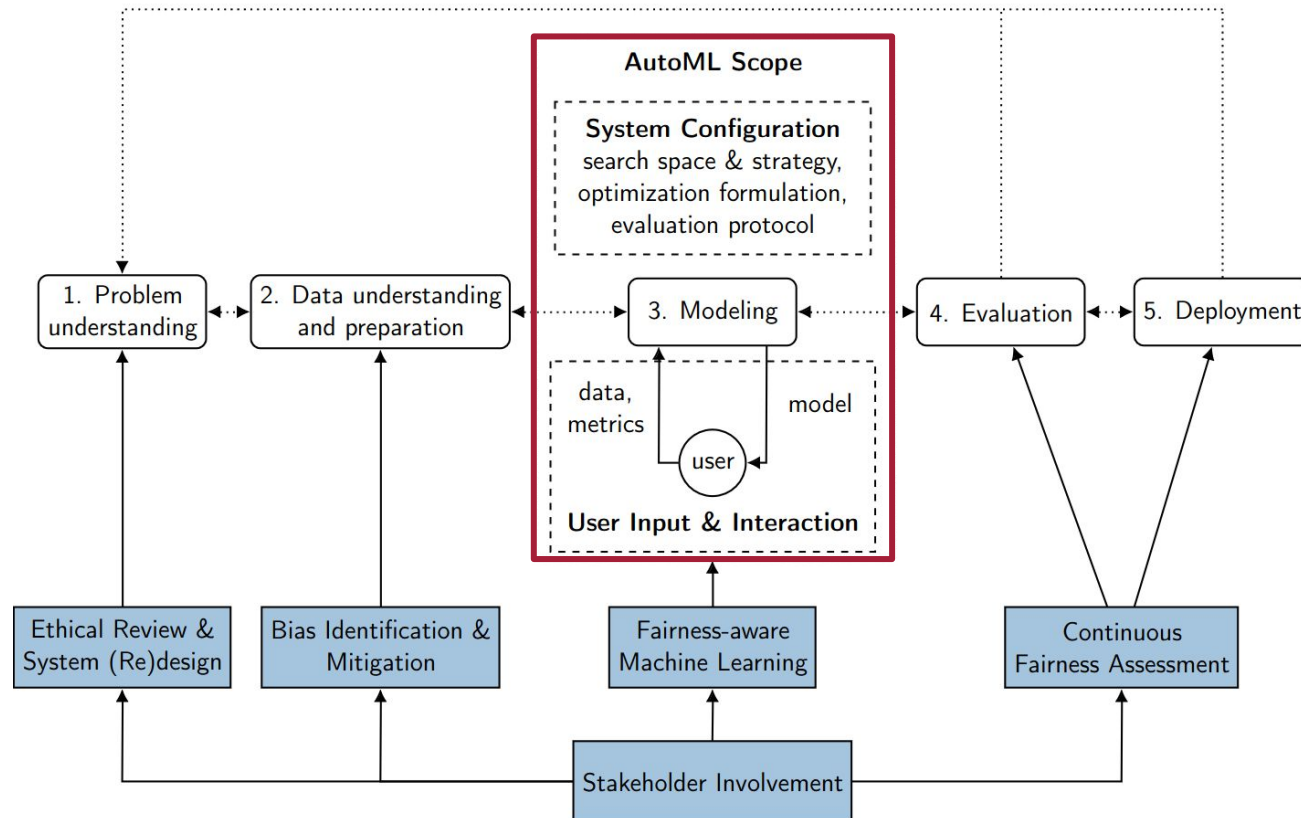 AutoML Scope
System Configuration
search space & strategy,
optimization formulation,
evaluation protocol
1. Problem
understanding
2. Data understanding
and preparation
3. Modeling
4. Evaluation
5. Deployment
data,
metrics
model
user
User Input & Interaction
Ethical Review &
System (Re)design
Bias Identification &
Mitigation
Fairness-aware
Machine Learning
Continuous
Fairness Assessment
Stakeholder Involvement